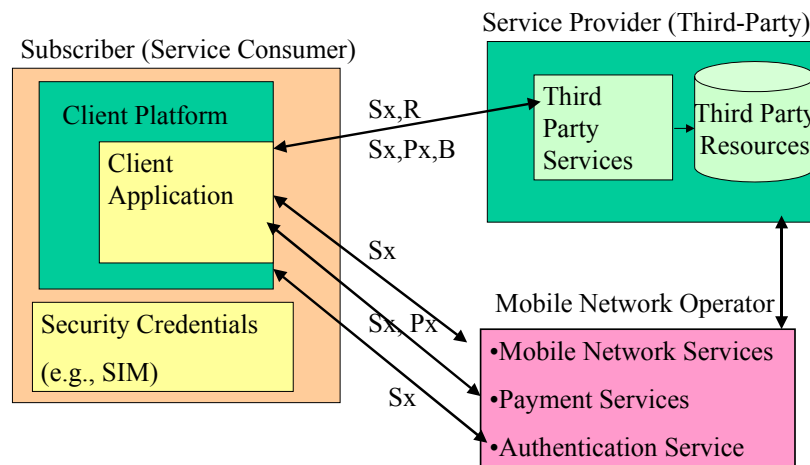 Service Provider (Third-Party)
Subscriber (Service Consumer)
Client Platform
Client
Application
Sx,R
Sx,Px,B
Third
Party
Services
Third Party
Resources
Sx
Sx, Px
Sx
Security Credentials
(e.g., SIM)
Mobile Network Operator
•Mobile Network Services
•Payment Services
•Authentication Service